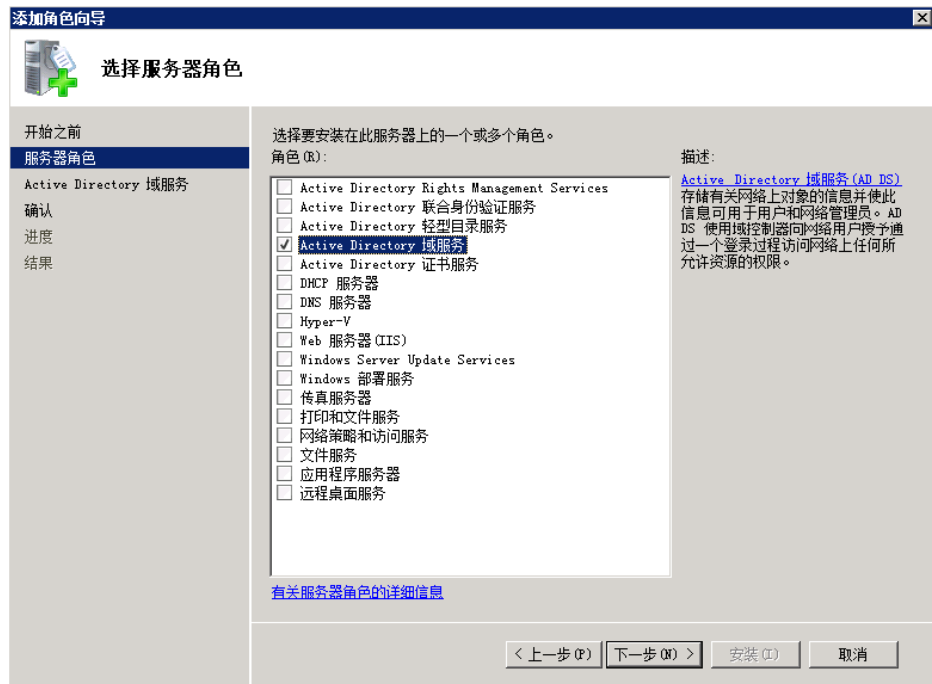 添加角色向导
选择服务器角色
开始之前
服务器角色
Active Directory 域服务
确认
进度
结果
选择要安装在此服务器上的一个或多个角色。
角色(R):
Active Directory Rights Management Services
Active Directory 联合身份验证服务
Active Directory 轻型目录服务
Active Directory 域服务
Active Directory 证书服务
DHCP 服务器
DNS 服务器
Hyper-V
Web 服务器(IIS)
Windows Server Update Services
Windows 部署服务
传真服务器
打印和文件服务
网络策略和访问服务
文件服务
应用程序服务器
远程桌面服务
有关服务器角色的详细信息
描述:
Active Directory 域服务(AD DS)
存储有关网络上对象的信息并使此
信息可用于用户和网络管理员。AD
DS 使用域控制器向网络用户授予通
过一个登录过程访问网络上任何所
允许资源的权限。
< 上一步(P)
下一步(N) >
安装(I)
取消